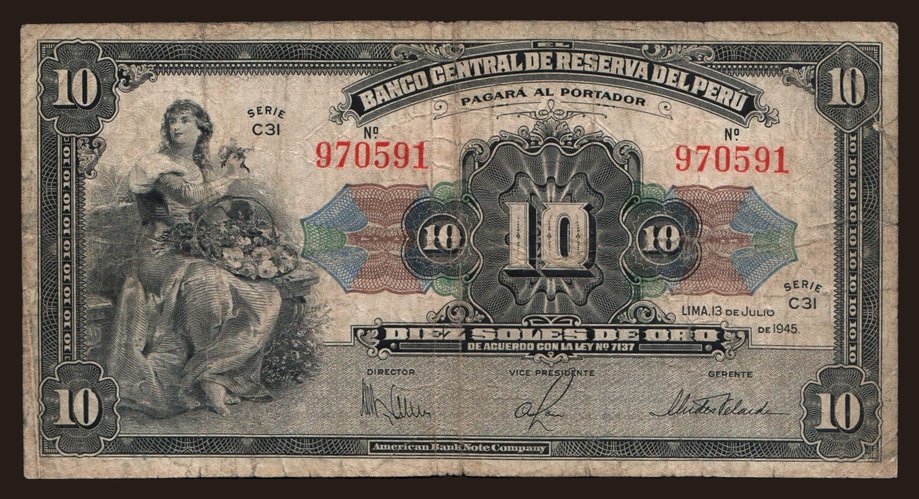 EL
BANCO CENTRAL DE RESERVA DEL PERÚ
PAGARÁ AL PORTADOR
10
10
SERIE
C31
Nº
970591
Nº
970591
10
10
10
SERIE
C31
LIMA, 13 DE JULIO
DE 1945.
DIEZ SOLES DE ORO
DE ACUERDO CON LA LEY Nº 7137
DIRECTOR
VICE PRESIDENTE
GERENTE
10
10
American Bank Note Company